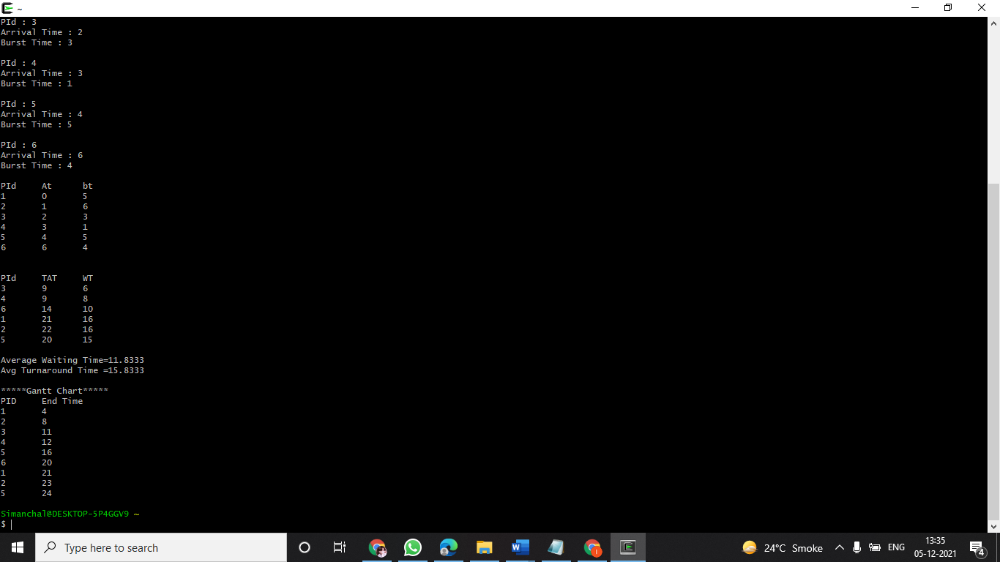 ~
PId : 3
Arrival Time : 2
Burst Time : 3
PId : 4
Arrival Time : 3
Burst Time : 1
PId : 5
Arrival Time : 4
Burst Time : 5
PId : 6
Arrival Time : 6
Burst Time : 4
PId At bt
1 0 5
2 1 6
3 2 3
4 3 1
5 4 5
6 6 4
PId TAT WT
3 9 6
4 9 8
6 14 10
1 21 16
2 22 16
5 20 15
Average Waiting Time=11.8333
Avg Turnaround Time =15.8333
*****Gantt Chart*****
PID End Time
1 4
2 8
3 11
4 12
5 16
6 20
1 21
2 23
5 24
Simanchal@DESKTOP-5P4GGV9 ~
$
Type here to search
24°C Smoke
ENG
13:35
05-12-2021
4